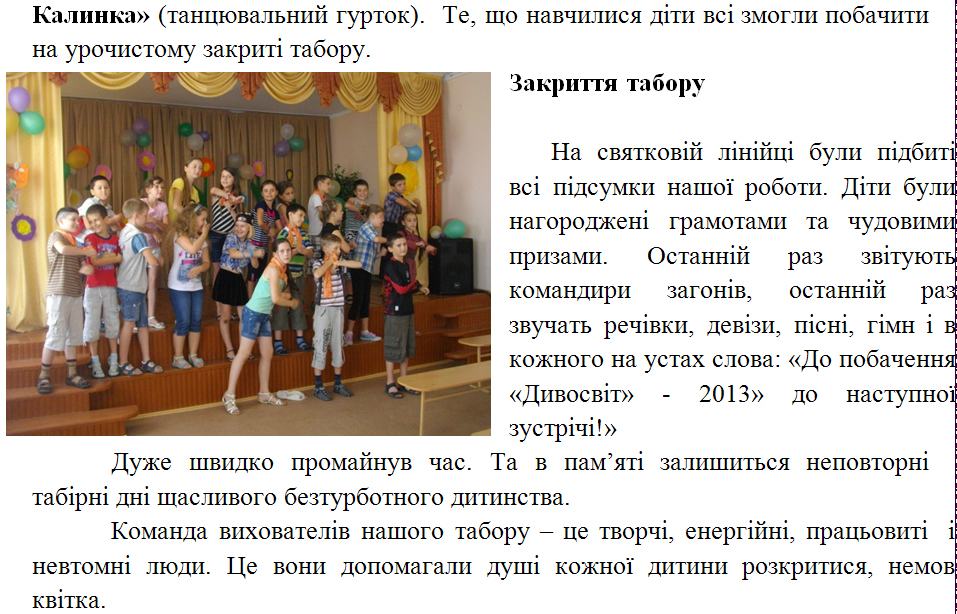 Калинка» (танцювальний гурток). Те, що навчилися діти всі змогли побачити
на урочистому закриті табору.
Закриття табору
На святковій лінійці були підбиті
всі підсумки нашої роботи. Діти були
нагороджені грамотами та чудовими
призами. Останній раз звітують
командири загонів, останній раз
звучать речівки, девізи, пісні, гімн і в
кожного на устах слова: «До побачення
«Дивосвіт» - 2013» до наступної
зустрічі!»
Дуже швидко промайнув час. Та в пам’яті залишиться неповторні
табірні дні щасливого безтурботного дитинства.
Команда вихователів нашого табору – це творчі, енергійні, працьовиті і
невтомні люди. Це вони допомагали душі кожної дитини розкритися, немов
квітка.